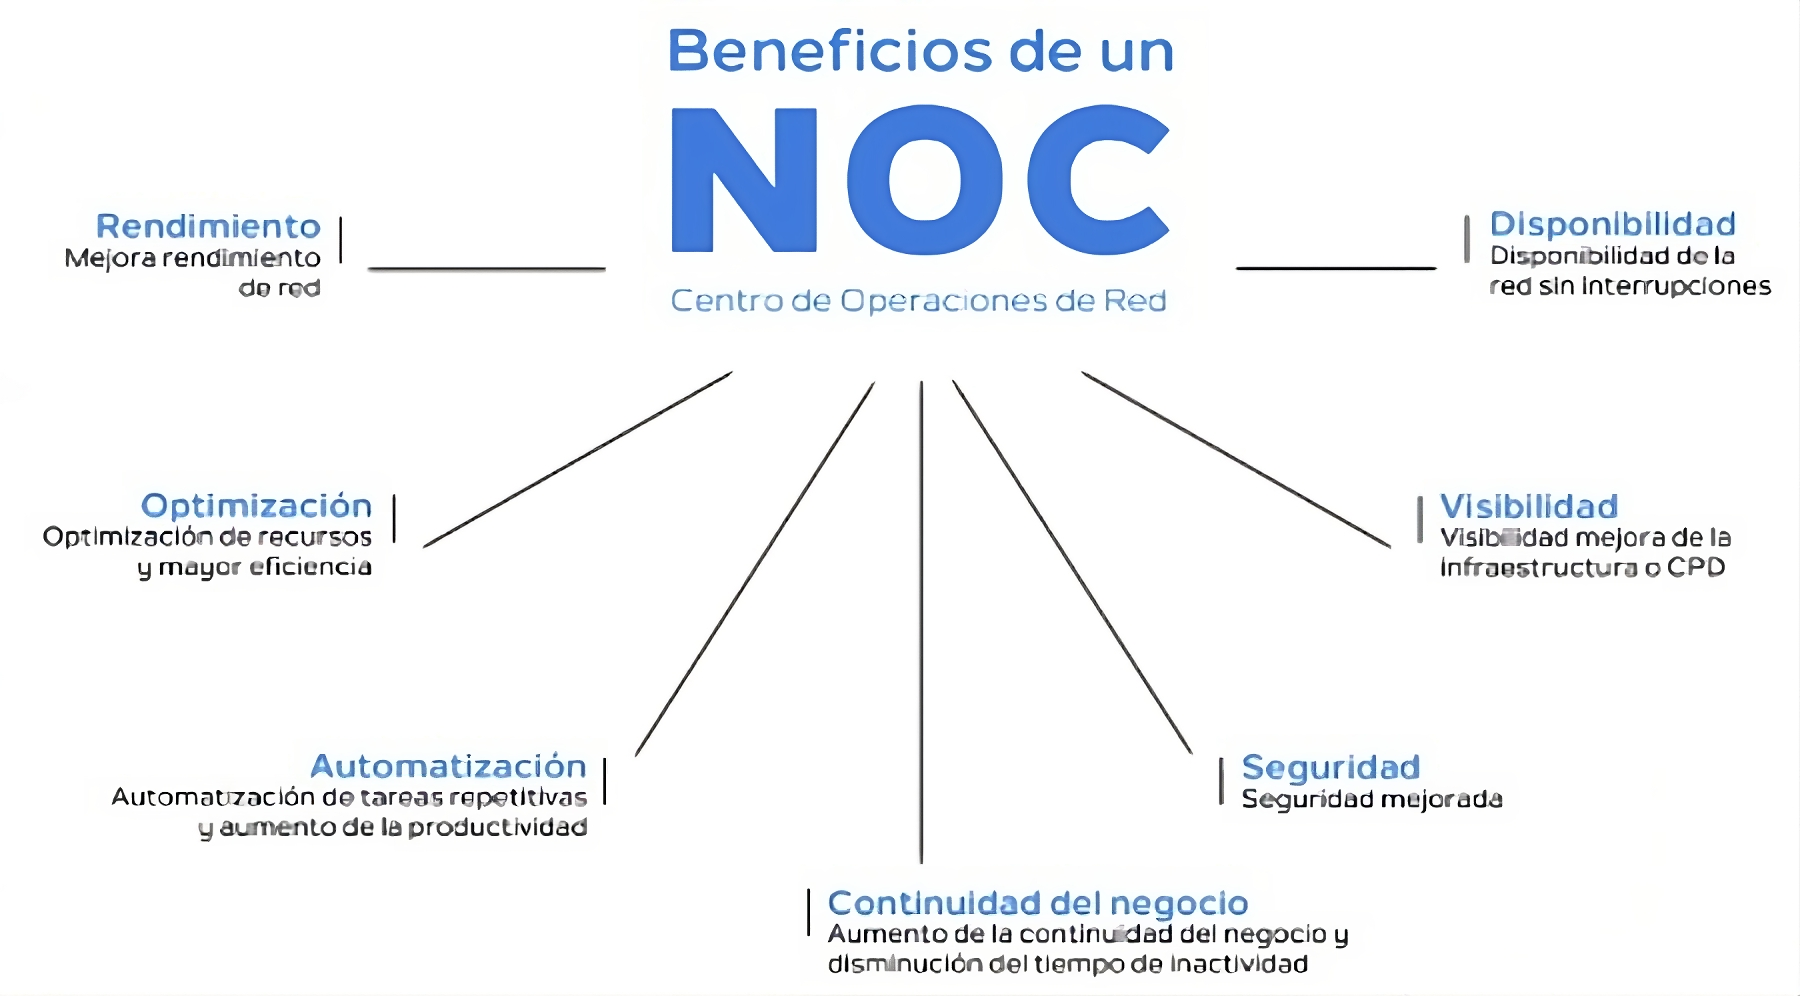 Beneficios de un
NOC
Centro de Operaciones de Red
Rendimiento
Mejora rendimiento
de red
Disponibilidad
Disponibilidad de la
red sin interrupciones
Optimización
Optimización de recursos
y mayor eficiencia
Visibilidad
Visibilidad mejora de la
infraestructura o CPD
Automatización
Automatización de tareas repetitivas
y aumento de la productividad
Seguridad
Seguridad mejorada
Continuidad del negocio
Aumento de la continuidad del negocio y
disminución del tiempo de inactividad